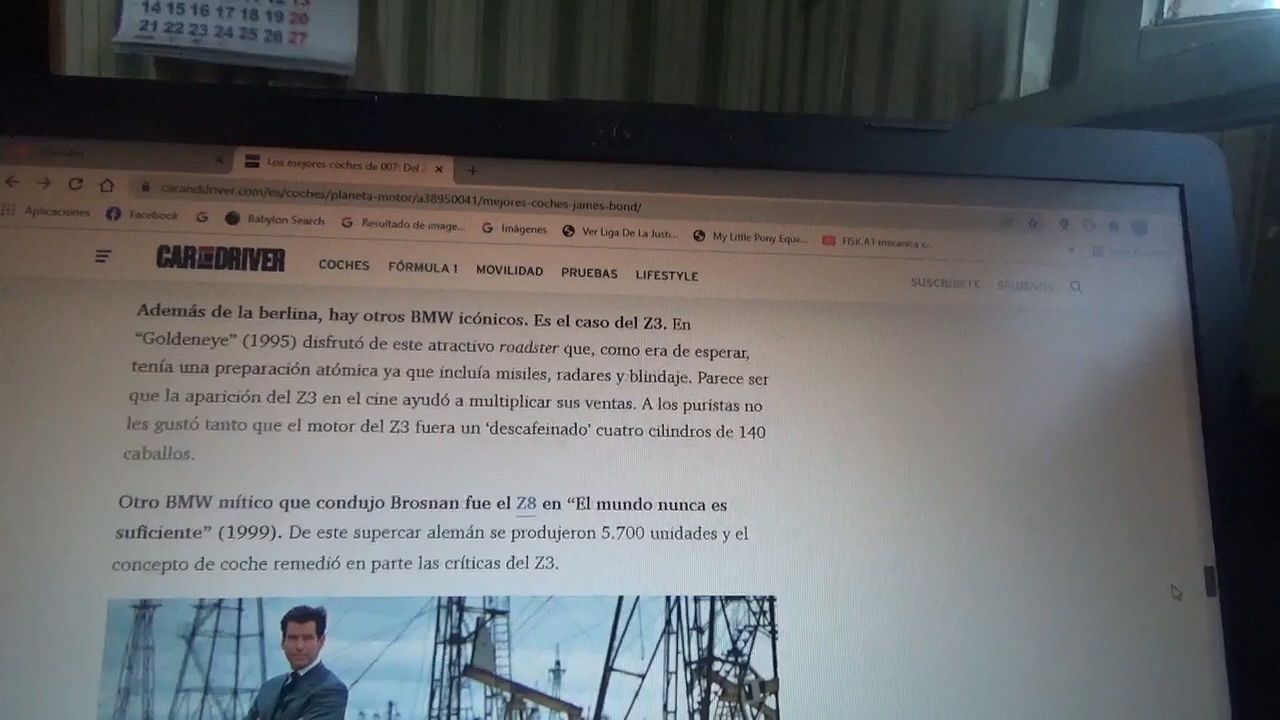 14 15 16 17 18 19 20
21 22 23 24 25 26 27
Los mejores coches de 007: Del
caranddriver.com/es/coches/planeta-motor/a38950041/mejores-coches-james-bond/
Aplicaciones Facebook Babylon Search Resultado de image... Imágenes Ver Liga De La Justi... My Little Pony Eque... FISICA1 mecanica c...
CAR AND DRIVER COCHES FÓRMULA 1 MOVILIDAD PRUEBAS LIFESTYLE SUSCRÍBETE SÍGUENOS
Además de la berlina, hay otros BMW icónicos. Es el caso del Z3. En
“Goldeneye” (1995) disfrutó de este atractivo roadster que, como era de esperar,
tenía una preparación atómica ya que incluía misiles, radares y blindaje. Parece ser
que la aparición del Z3 en el cine ayudó a multiplicar sus ventas. A los puristas no
les gustó tanto que el motor del Z3 fuera un ‘descafeinado’ cuatro cilindros de 140
caballos.
Otro BMW mítico que condujo Brosnan fue el Z8 en “El mundo nunca es
suficiente” (1999). De este supercar alemán se produjeron 5.700 unidades y el
concepto de coche remedió en parte las críticas del Z3.